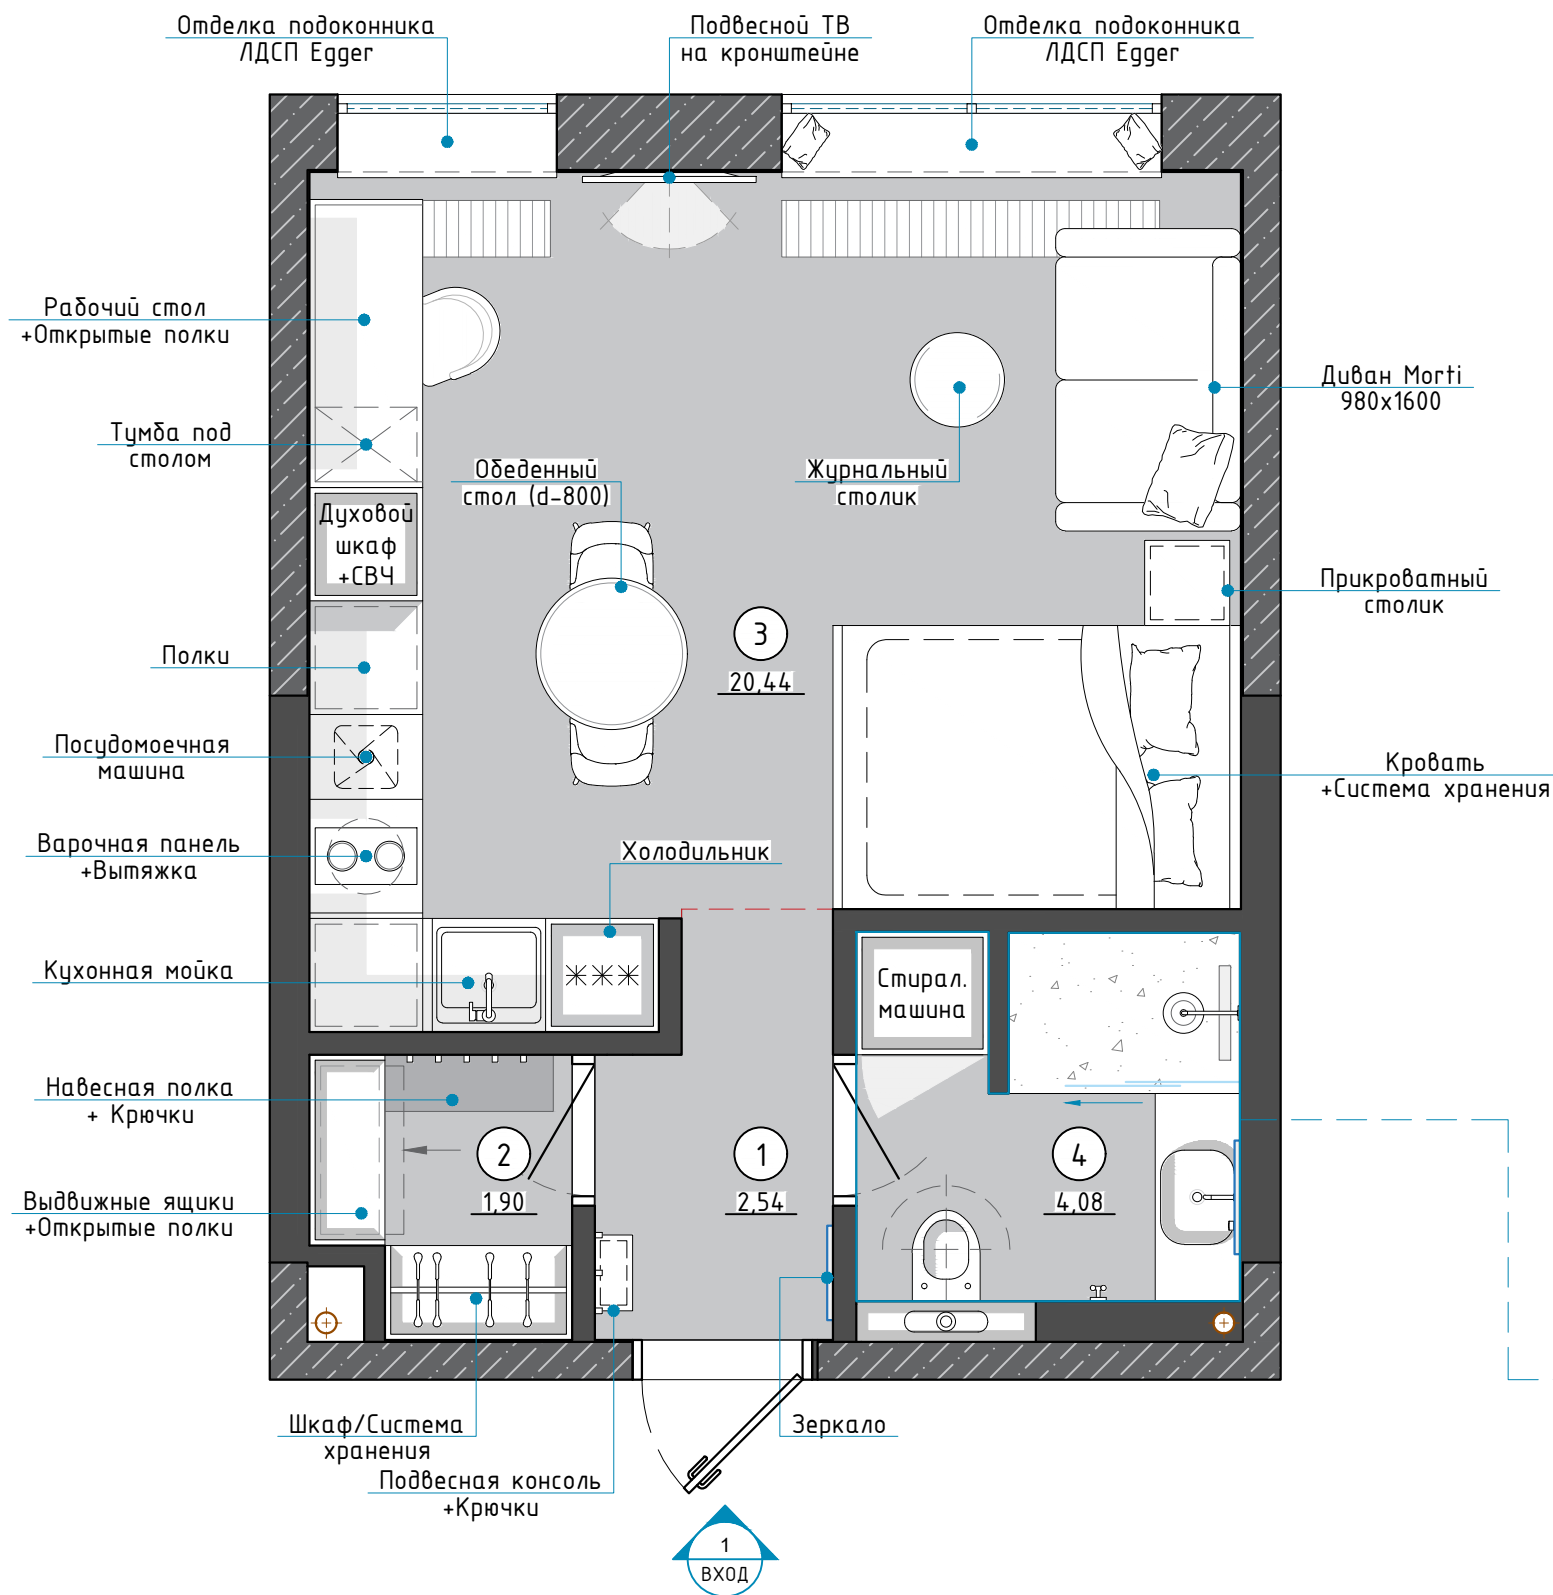 Отделка подоконника
ЛДСП Egger
Подвесной ТВ
на кронштейне
Отделка подоконника
ЛДСП Egger
Рабочий стол
+Открытые полки
Диван Morti
980х1600
Тумба под
столом
Обеденный
стол (d-800)
Журнальный
столик
Духовой
шкаф
+СВЧ
Прикроватный
столик
3
20,44
Полки
Посудомоечная
машина
Кровать
+Система хранения
Варочная панель
+Вытяжка
Холодильник
Кухонная мойка
Стирал.
машина
Навесная полка
+ Крючки
2
1,90
1
2,54
4
4,08
Выдвижные ящики
+Открытые полки
Шкаф/Система
хранения
Зеркало
Подвесная консоль
+Крючки
1
ВХОД